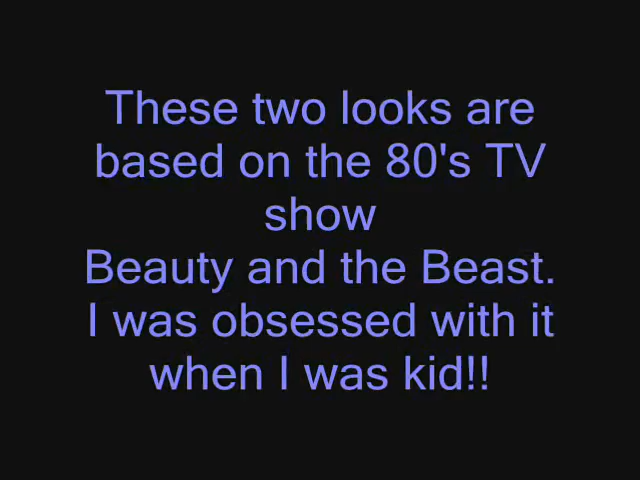 These two looks are
based on the 80's TV
show
Beauty and the Beast.
I was obsessed with it
when I was kid!!